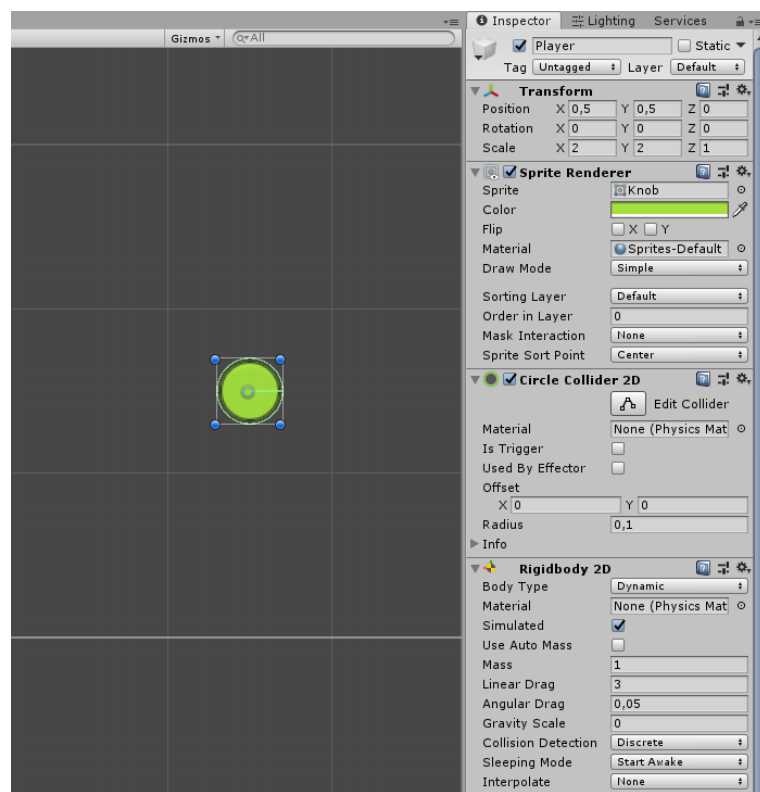 Inspector Lighting Services
Gizmos All
Player Static
Tag Untagged Layer Default
Transform
Position X 0,5 Y 0,5 Z 0
Rotation X 0 Y 0 Z 0
Scale X 2 Y 2 Z 1
Sprite Renderer
Sprite Knob
Color
Flip X Y
Material Sprites-Default
Draw Mode Simple
Sorting Layer Default
Order in Layer 0
Mask Interaction None
Sprite Sort Point Center
Circle Collider 2D
Edit Collider
Material None (Physics Mat
Is Trigger
Used By Effector
Offset
X 0 Y 0
Radius 0,1
Info
Rigidbody 2D
Body Type Dynamic
Material None (Physics Mat
Simulated
Use Auto Mass
Mass 1
Linear Drag 3
Angular Drag 0,05
Gravity Scale 0
Collision Detection Discrete
Sleeping Mode Start Awake
Interpolate None